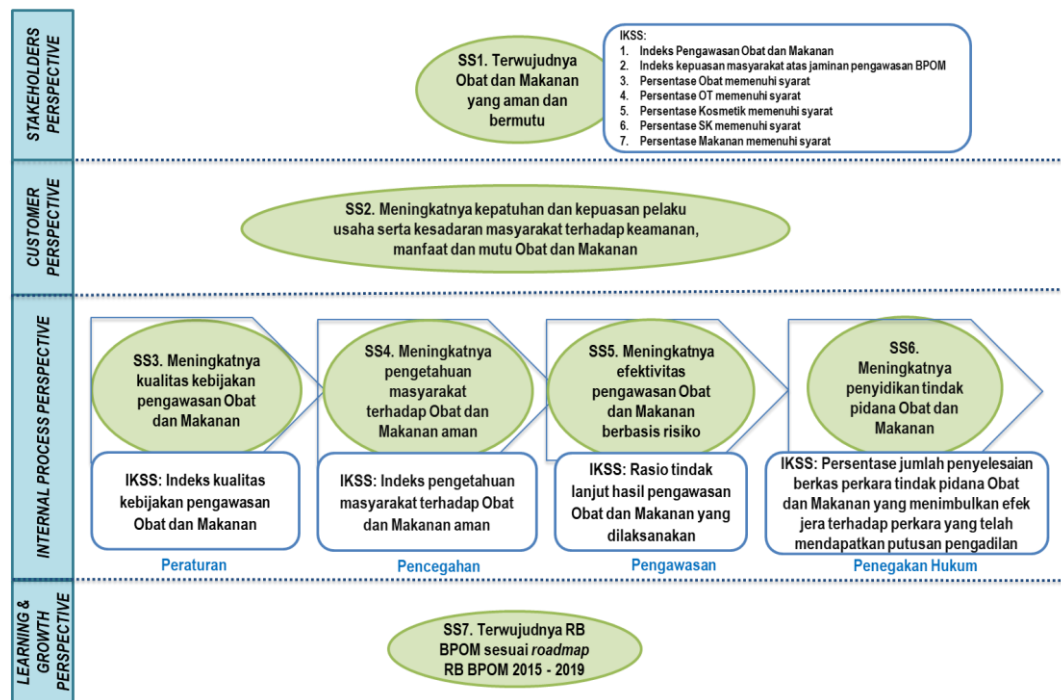 STAKEHOLDERS
PERSPECTIVE
SS1. Terwujudnya
Obat dan Makanan
yang aman dan
bermutu
IKSS:
1. Indeks Pengawasan Obat dan Makanan
2. Indeks kepuasan masyarakat atas jaminan pengawasan BPOM
3. Persentase Obat memenuhi syarat
4. Persentase OT memenuhi syarat
5. Persentase Kosmetik memenuhi syarat
6. Persentase SK memenuhi syarat
7. Persentase Makanan memenuhi syarat
CUSTOMER
PERSPECTIVE
SS2. Meningkatnya kepatuhan dan kepuasan pelaku
usaha serta kesadaran masyarakat terhadap keamanan,
manfaat dan mutu Obat dan Makanan
INTERNAL PROCESS PERSPECTIVE
SS3. Meningkatnya
kualitas kebijakan
pengawasan Obat
dan Makanan
IKSS: Indeks kualitas
kebijakan pengawasan
Obat dan Makanan
Peraturan
SS4. Meningkatnya
pengetahuan
masyarakat
terhadap Obat dan
Makanan aman
IKSS: Indeks pengetahuan
masyarakat terhadap Obat
dan Makanan aman
Pencegahan
SS5. Meningkatnya
efektivitas
pengawasan Obat
dan Makanan
berbasis risiko
IKSS: Rasio tindak
lanjut hasil pengawasan
Obat dan Makanan yang
dilaksanakan
Pengawasan
SS6.
Meningkatnya
penyidikan tindak
pidana Obat dan
Makanan
IKSS: Persentase jumlah penyelesaian
berkas perkara tindak pidana Obat
dan Makanan yang menimbulkan efek
jera terhadap perkara yang telah
mendapatkan putusan pengadilan
Penegakan Hukum
LEARNING &
GROWTH
PERSPECTIVE
SS7. Terwujudnya RB
BPOM sesuai roadmap
RB BPOM 2015 - 2019